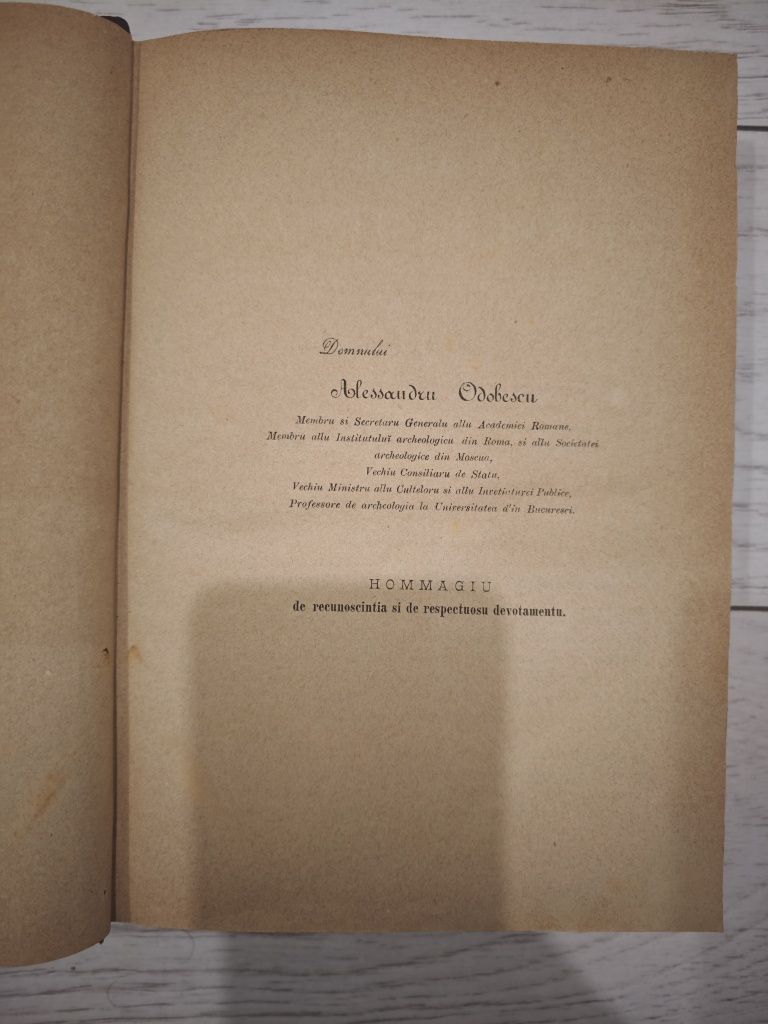 Domnului
Alessandru Odobescu
Membru si Secretaru Generalu allu Academiei Romane,
Membru allu Institutuluĭ archeologicu din Roma, si allu Societatei
archeologice din Moscua,
Vechiu Consiliaru de Statu,
Vechiu Ministru allu Culteloru si allu Invetiaturei Publice,
Professore de archeologia la Universitatea d'in Bucuresci.
HOMMAGIU
de recunoscintia si de respectuosu devotamentu.